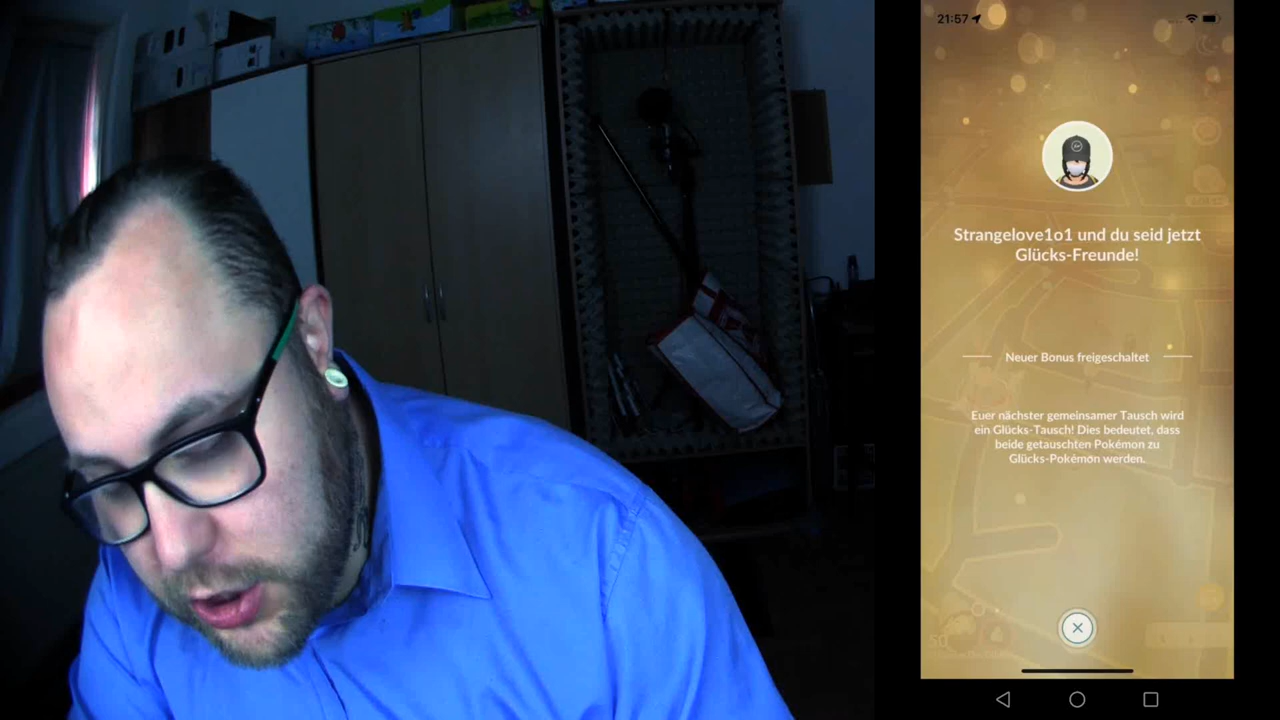 21:57
Strangelove1o1 und du seid jetzt
Glücks-Freunde!
Neuer Bonus freigeschaltet
Euer nächster gemeinsamer Tausch wird
ein Glücks-Tausch! Dies bedeutet, dass
beide getauschten Pokémon zu
Glücks-Pokémon werden.
50